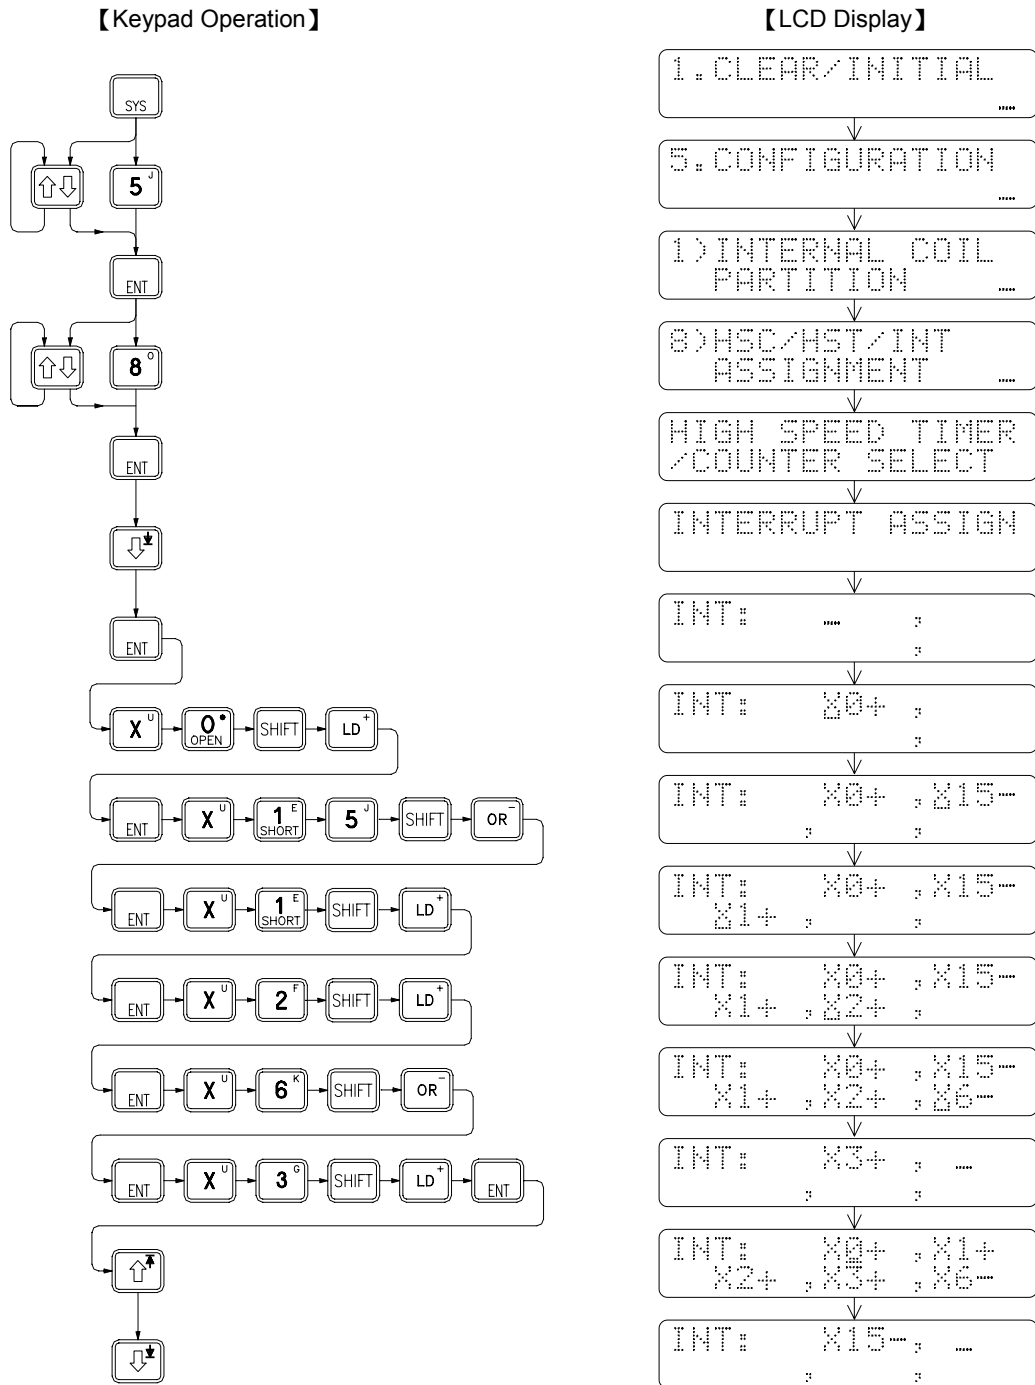 【Keypad Operation】
SYS
5 J
ENT
8 O
ENT
ENT
X U 0 OPEN SHIFT LD +
ENT X U 1 E SHORT 5 J SHIFT OR −
ENT X U 1 E SHORT SHIFT LD +
ENT X U 2 F SHIFT LD +
ENT X U 6 K SHIFT OR −
ENT X U 3 G SHIFT LD + ENT
【LCD Display】
1.CLEAR/INITIAL
5.CONFIGURATION
1)INTERNAL COIL
PARTITION
8)HSC/HST/INT
ASSIGNMENT
HIGH SPEED TIMER
/COUNTER SELECT
INTERRUPT ASSIGN
INT: _ ,
,
INT: X0+ ,
,
INT: X0+ ,X15-
, ,
INT: X0+ ,X15-
X1+ , ,
INT: X0+ ,X15-
X1+ ,X2+ ,
INT: X0+ ,X15-
X1+ ,X2+ ,X6-
INT: X3+ , _
, ,
INT: X0+ ,X1+
X2+ ,X3+ ,X6-
INT: X15-, _
, ,